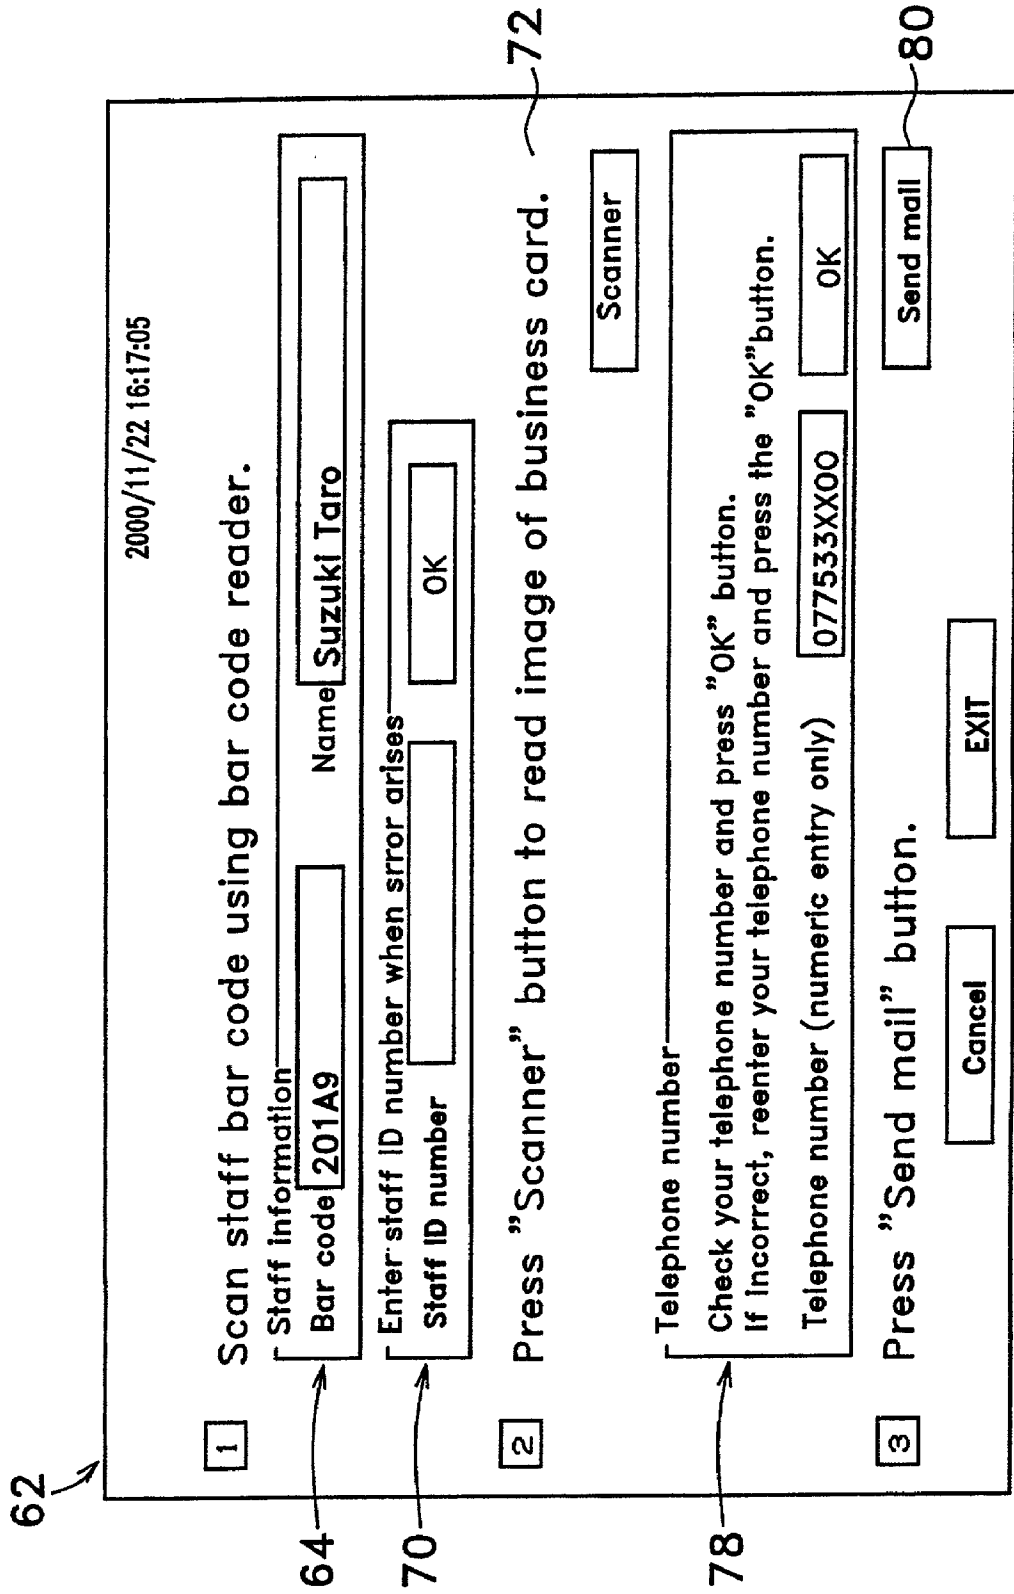 62
2000/11/22 16:17:05
1 Scan staff bar code using bar code reader.
Staff information
64
Bar code 201A9 Name Suzuki Taro
Enter staff ID number when srror arises
70
Staff ID number OK
2 Press ”Scanner” button to read image of business card.
72
Scanner
Telephone number
78
Check your telephone number and press ”OK” button.
If incorrect, reenter your telephone number and press the ”OK”button.
Telephone number (numeric entry only) 077533XX00 OK
3 Press ”Send mail” button.
Send mail
80
Cancel EXIT